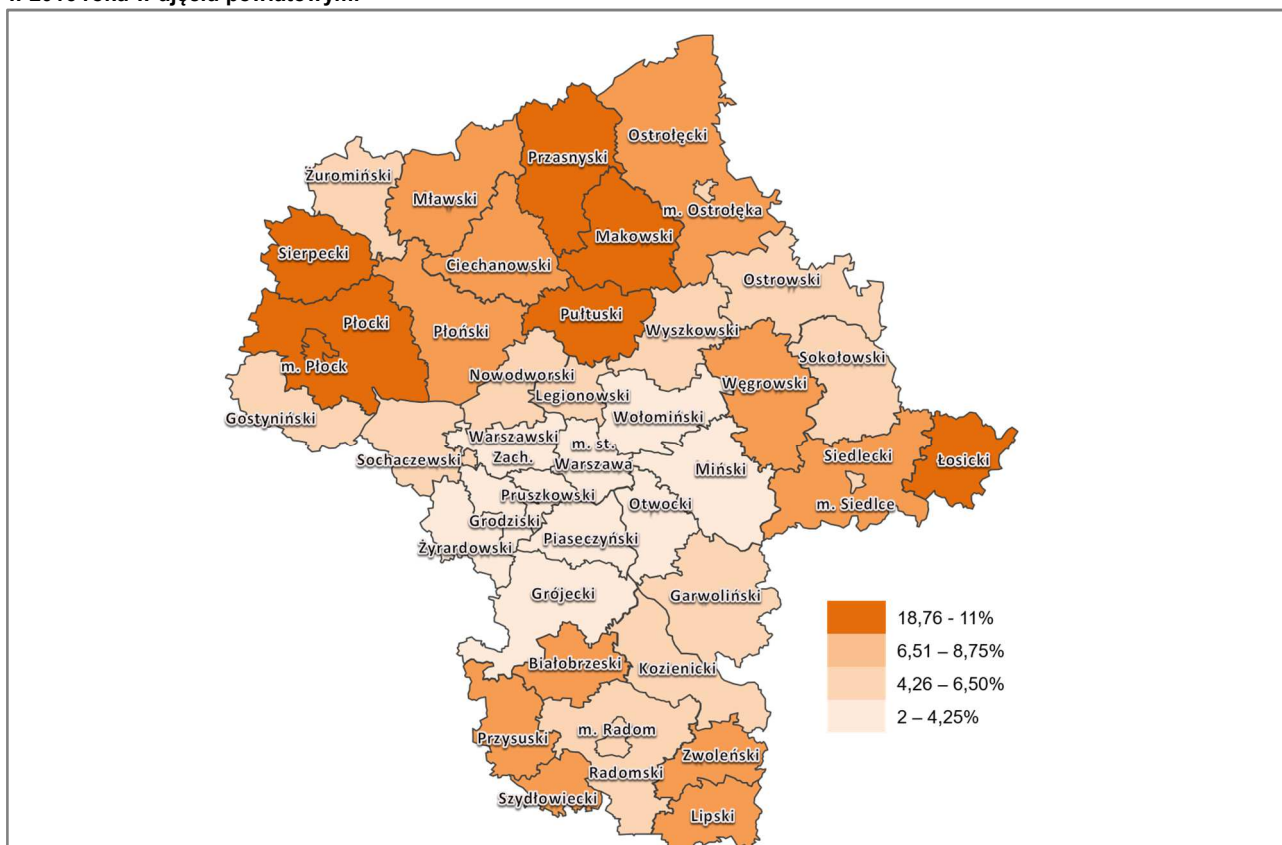 Ostrołęcki
Przasnyski
Żuromiński
Mławski
m. Ostrołęka
Makowski
Sierpecki
Ciechanowski
Ostrowski
Pułtuski
Płocki
Płoński
Wyszkowski
Sokołowski
m. Płock
Nowodworski
Węgrowski
Legionowski
Gostyniński
Wołomiński
Warszawski
Zach.
m. st.
Warszawa
Sochaczewski
Siedlecki
Łosicki
Miński
Pruszkowski
Otwocki
m. Siedlce
Grodziski
Piaseczyński
Żyrardowski
Grójecki
Garwoliński
18,76 - 11%
6,51 – 8,75%
4,26 – 6,50%
2 – 4,25%
Białobrzeski
Kozienicki
m. Radom
Przysuski
Zwoleński
Radomski
Szydłowiecki
Lipski